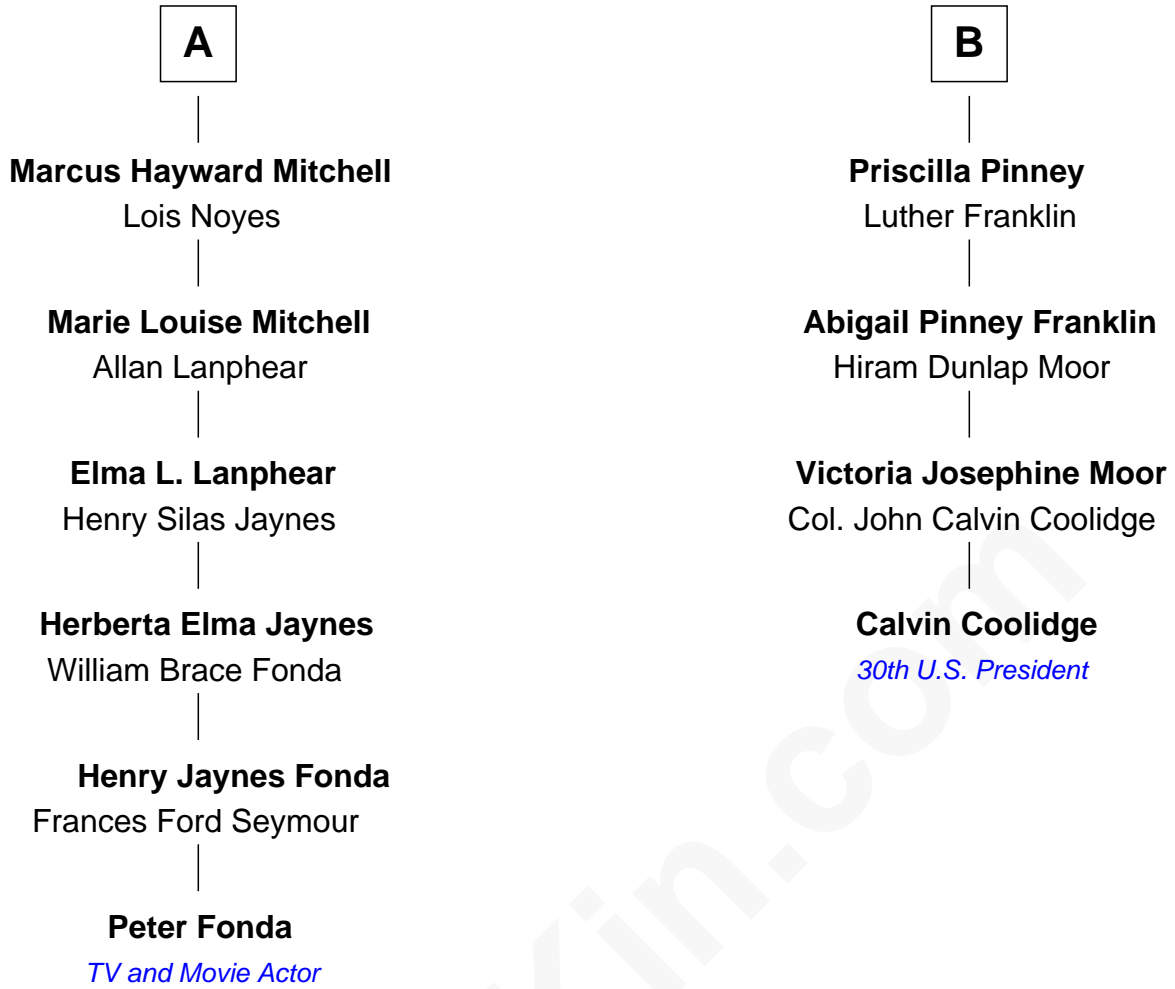 A
Marcus Hayward Mitchell
Lois Noyes
Marie Louise Mitchell
Allan Lanphear
Elma L. Lanphear
Henry Silas Jaynes
Herberta Elma Jaynes
William Brace Fonda
Henry Jaynes Fonda
Frances Ford Seymour
Peter Fonda
TV and Movie Actor
B
Priscilla Pinney
Luther Franklin
Abigail Pinney Franklin
Hiram Dunlap Moor
Victoria Josephine Moor
Col. John Calvin Coolidge
Calvin Coolidge
30th U.S. President
Kin.com